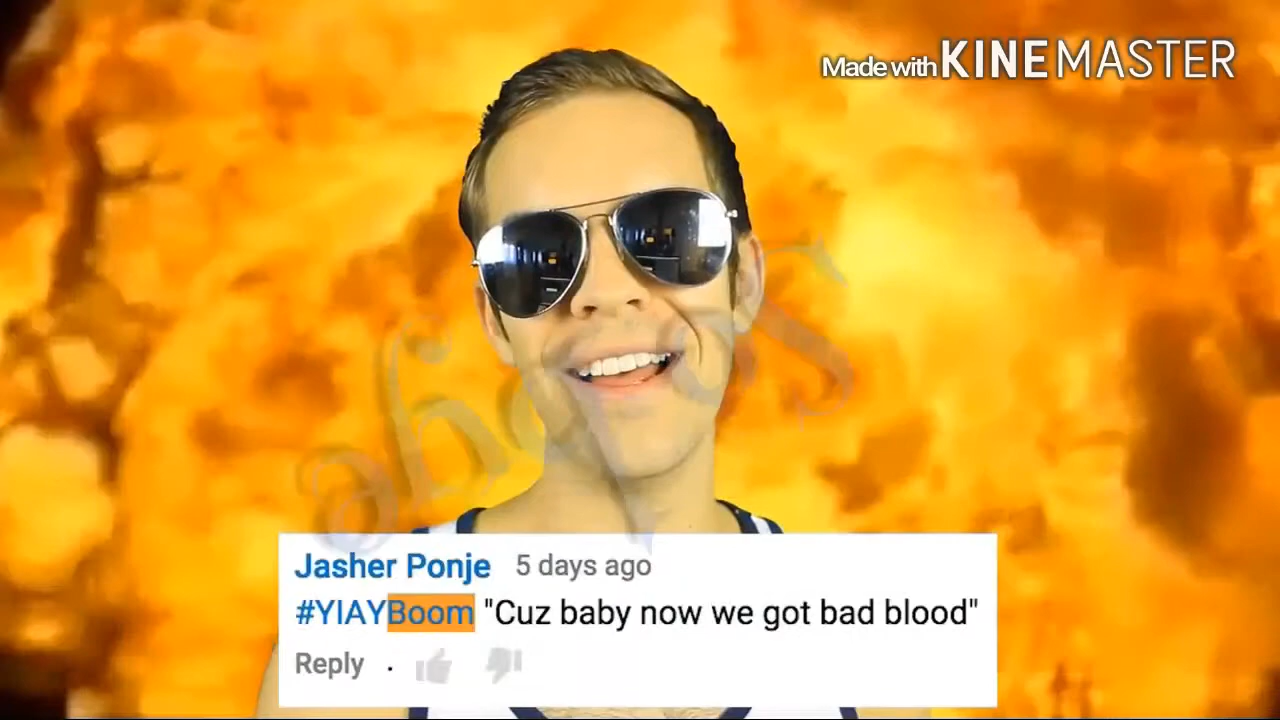 Made with KINEMASTER
Jasher Ponje 5 days ago
#YIAYBoom "Cuz baby now we got bad blood"
Reply ·